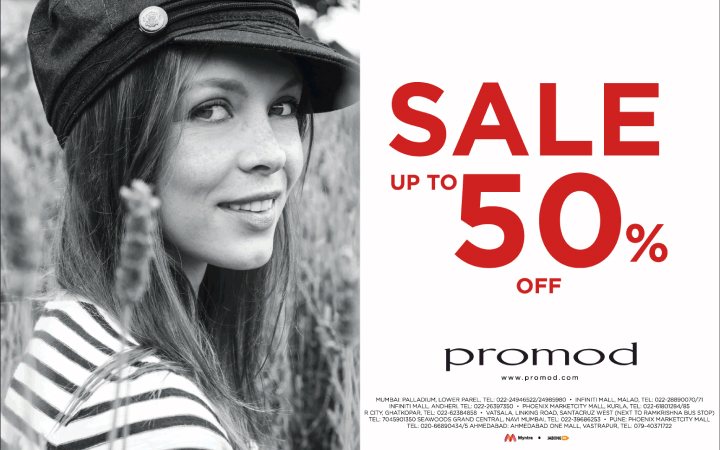 SALE
UP TO
50%
OFF
promod
www.promod.com
MUMBAI: PALLADIUM, LOWER PAREL, TEL: 022-24946522/24985980 • INFINITI MALL, MALAD, TEL: 022-28890070/71
INFINITI MALL, ANDHERI, TEL: 022-26397350 • PHOENIX MARKETCITY MALL, KURLA, TEL: 022-61801284/85
R CITY, GHATKOPAR, TEL: 022-62384858 • VATSALA, LINKING ROAD, SANTACRUZ WEST (NEXT TO RAMKRISHNA BUS STOP)
TEL: 7045901350 SEAWOODS GRAND CENTRAL, NAVI MUMBAI, TEL: 022-39686253 • PUNE: PHOENIX MARKETCITY MALL
TEL: 020-66890434/5 AHMEDABAD: AHMEDABAD ONE MALL, VASTRAPUR, TEL: 079-40371722
Myntra • JABONG